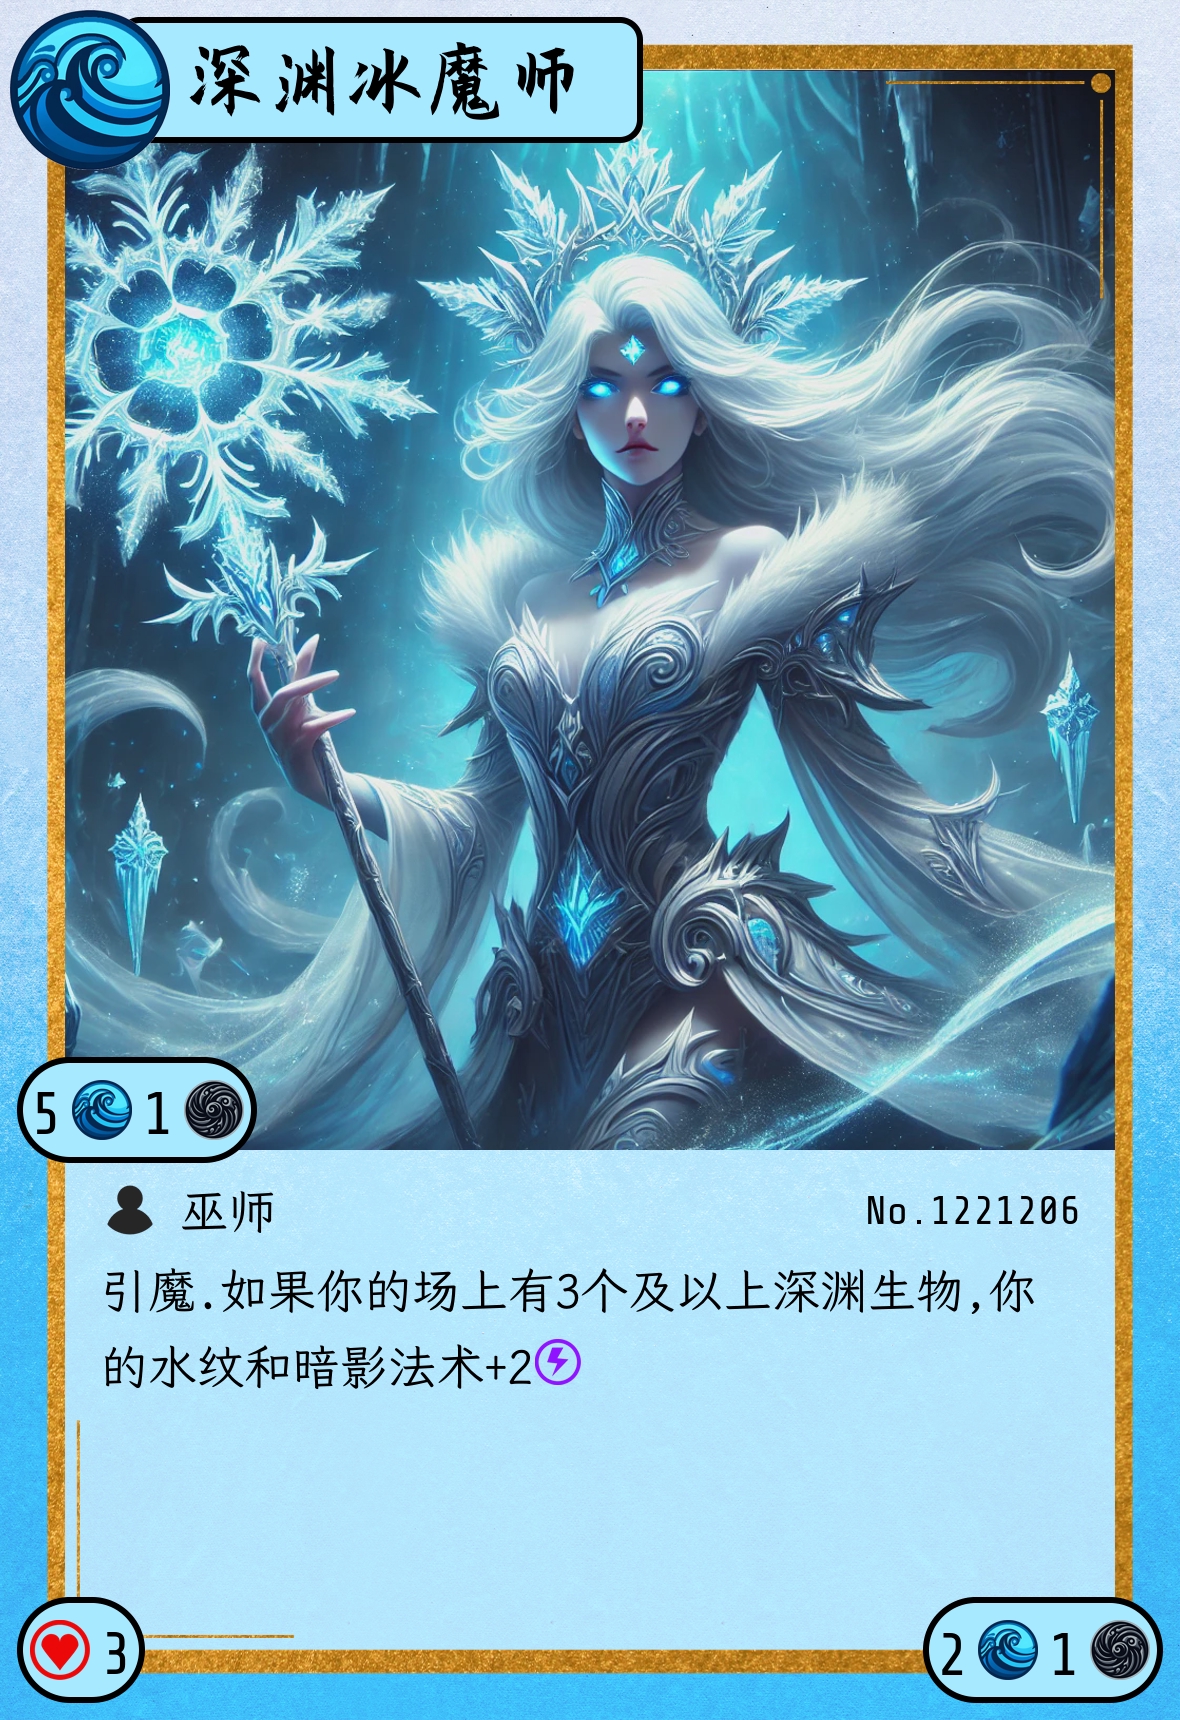 深渊冰魔师
5 1
巫师
No.1221206
引魔.如果你的场上有3个及以上深渊生物,你
的水纹和暗影法术+2
3
2 1